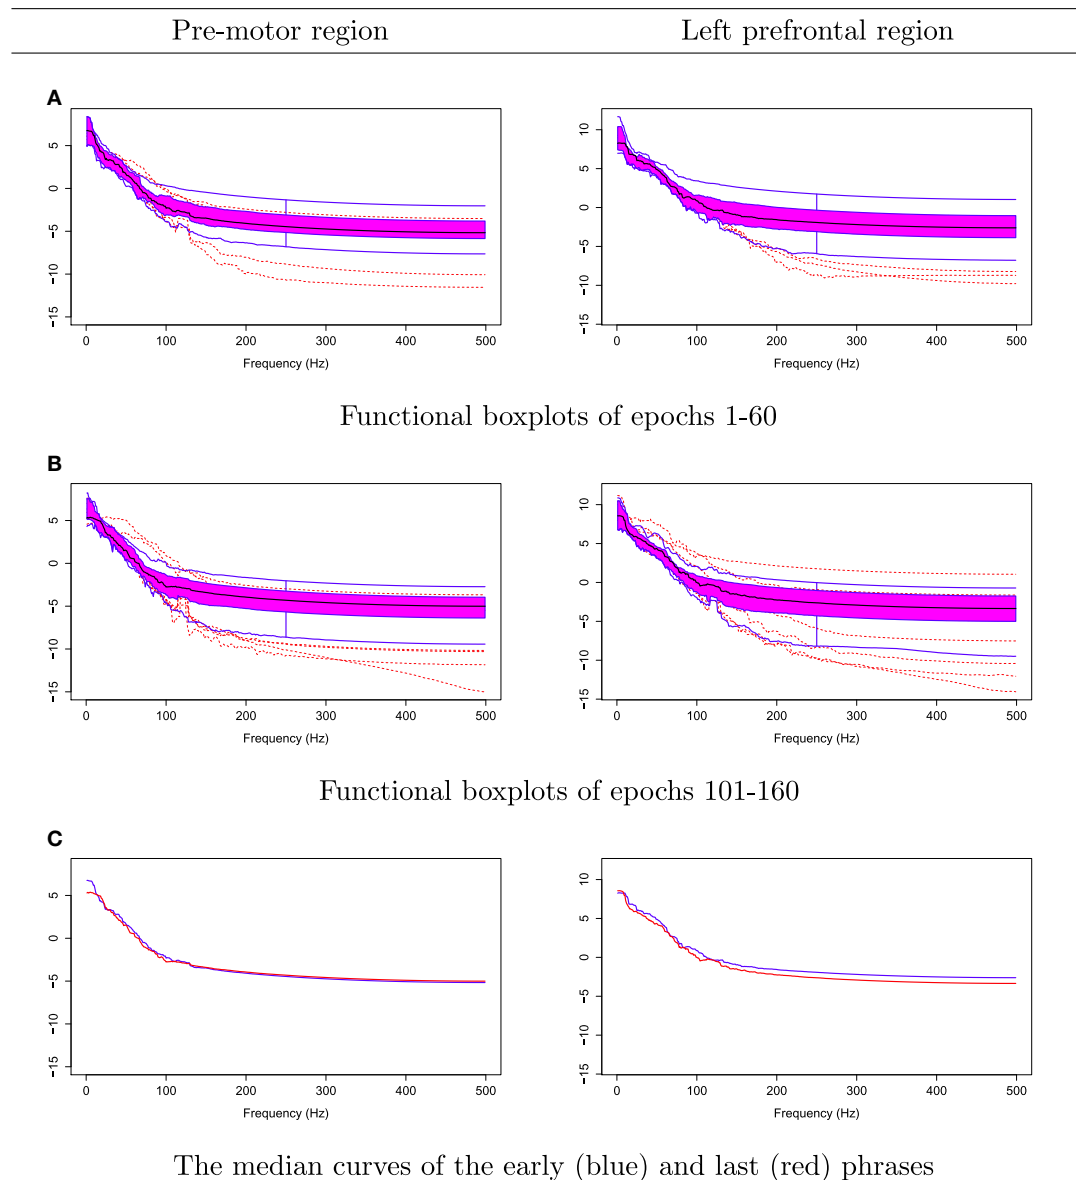 Pre-motor region Left prefrontal region
A
5 0 −5 −10 −15
0 100 200 300 400 500
Frequency (Hz)
10 5 0 −5 −10 −15
0 100 200 300 400 500
Frequency (Hz)
Functional boxplots of epochs 1-60
B
5 0 −5 −10 −15
0 100 200 300 400 500
Frequency (Hz)
10 5 0 −5 −10 −15
0 100 200 300 400 500
Frequency (Hz)
Functional boxplots of epochs 101-160
C
5 0 −5 −10 −15
0 100 200 300 400 500
Frequency (Hz)
10 5 0 −5 −10 −15
0 100 200 300 400 500
Frequency (Hz)
The median curves of the early (blue) and last (red) phrases